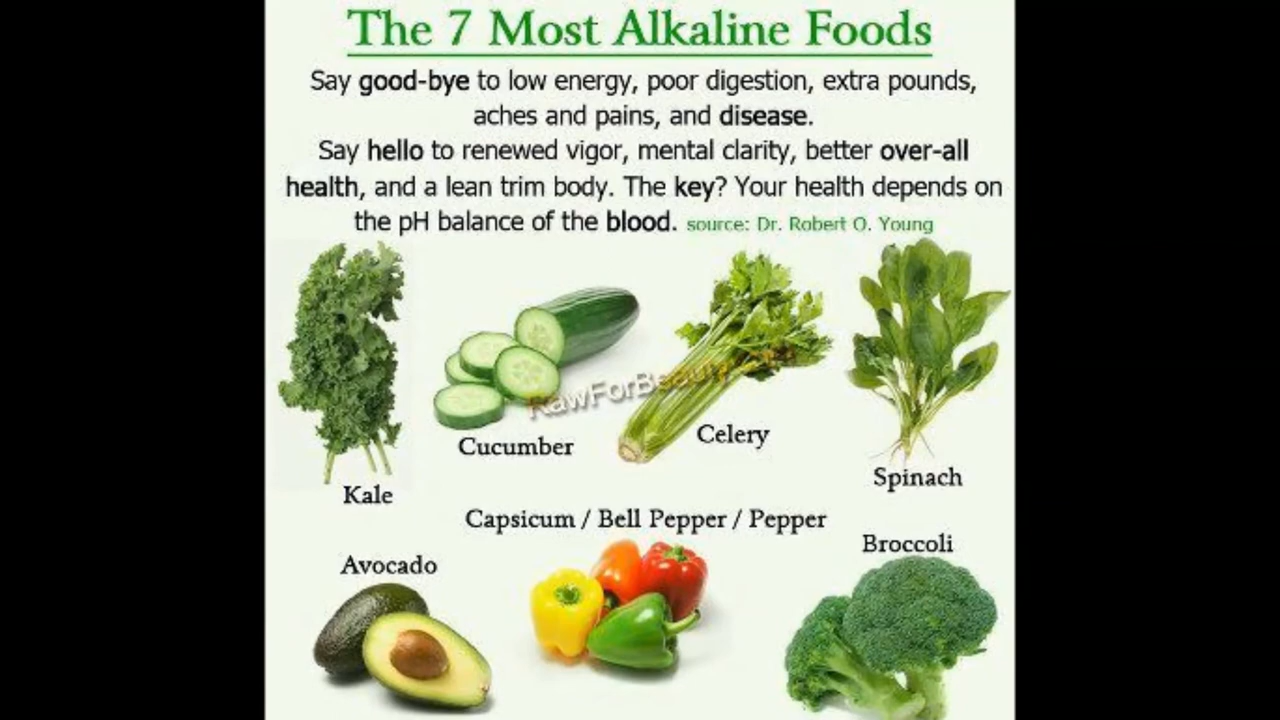 The 7 Most Alkaline Foods
Say good-bye to low energy, poor digestion, extra pounds,
aches and pains, and disease.
Say hello to renewed vigor, mental clarity, better over-all
health, and a lean trim body. The key? Your health depends on
the pH balance of the blood. source: Dr. Robert O. Young
RawForBeauty
Cucumber
Celery
Spinach
Kale
Capsicum / Bell Pepper / Pepper
Broccoli
Avocado